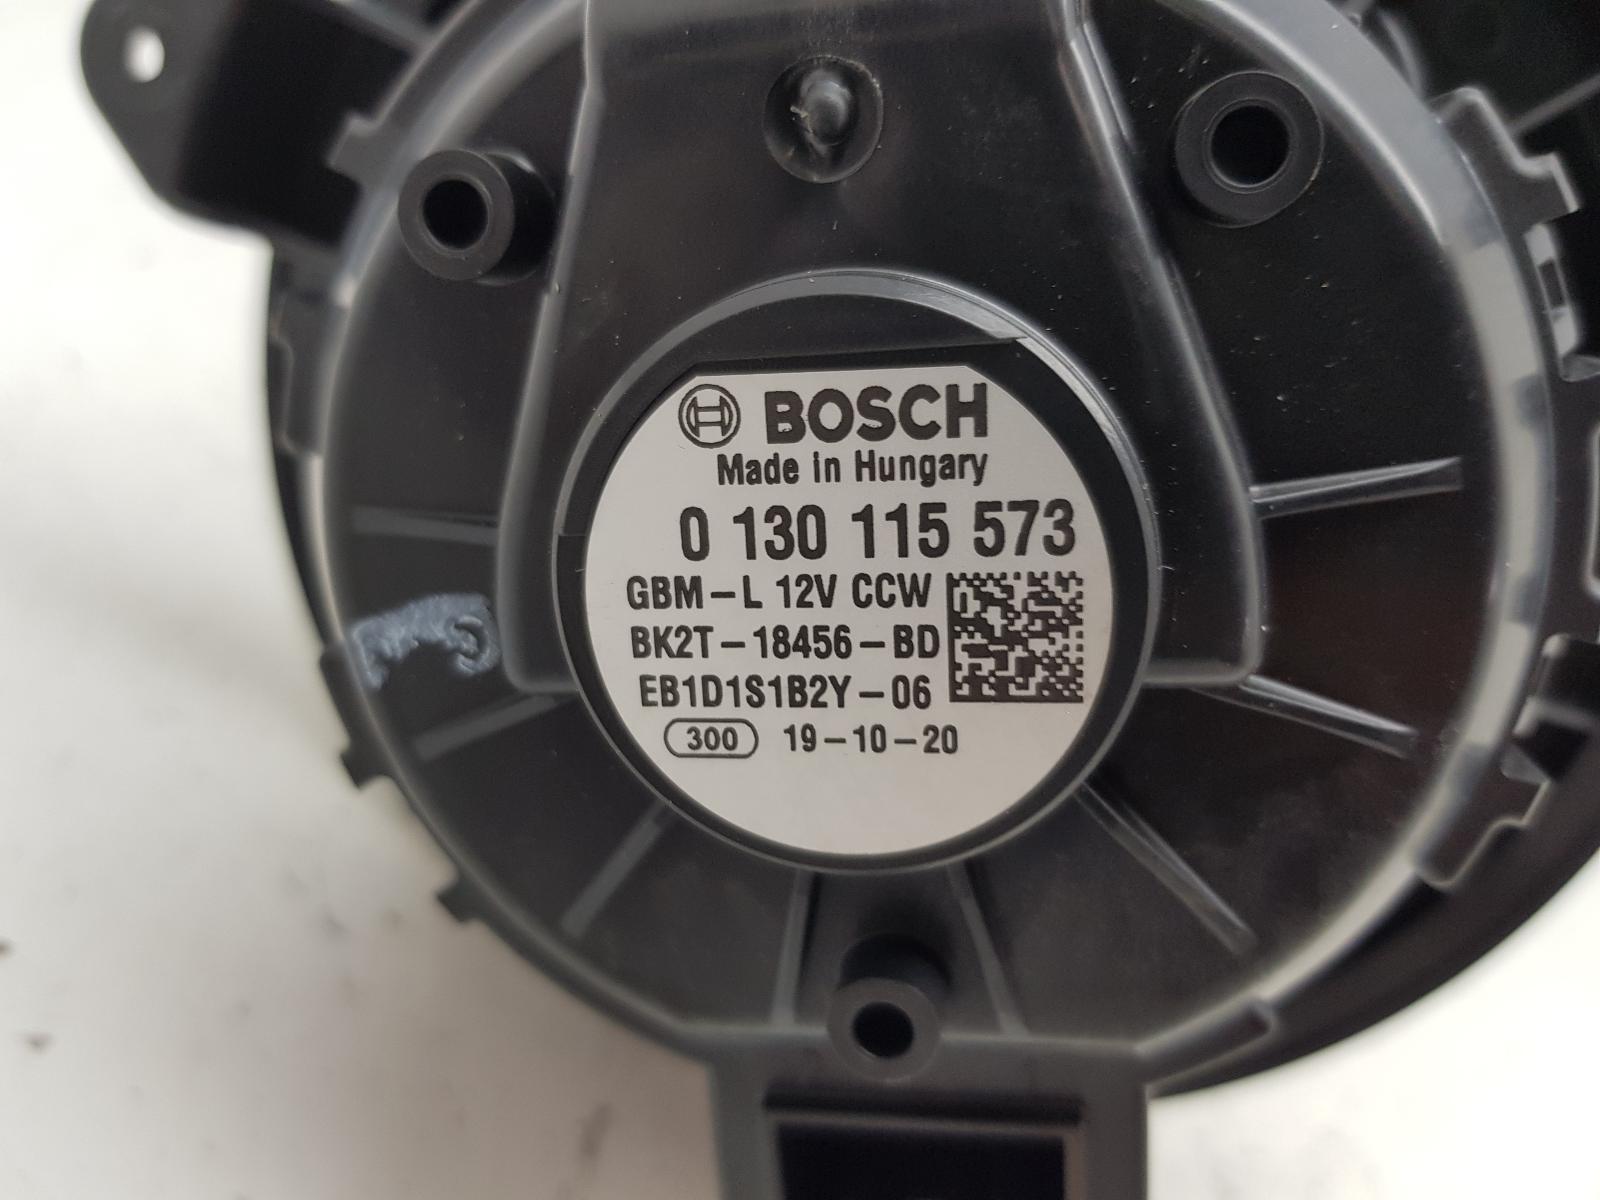 BOSCH
Made in Hungary
0 130 115 573
GBM-L 12V CCW
BK2T-18456-BD
EB1D1S1B2Y-06
300 19-10-20